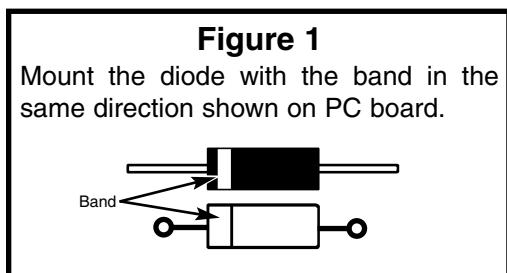 Figure 1
Mount the diode with the band in the
same direction shown on PC board.
Band